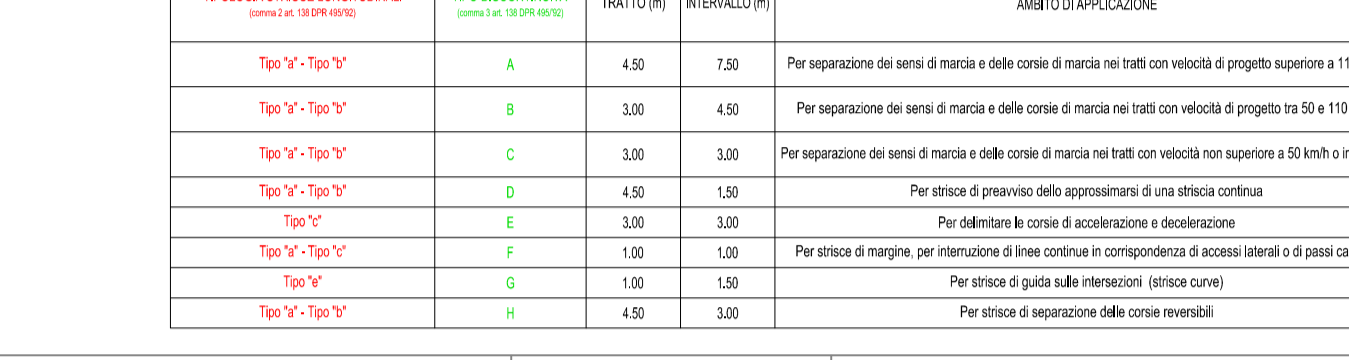 (comma 2 art. 138 DPR 495/92) (comma 3 art. 138 DPR 495/92) TRATTO (m) INTERVALLO (m) AMBITO DI APPLICAZIONE
Tipo "a" - Tipo "b" A 4.50 7.50 Per separazione dei sensi di marcia e delle corsie di marcia nei tratti con velocità di progetto superiore a 11
Tipo "a" - Tipo "b" B 3.00 4.50 Per separazione dei sensi di marcia e delle corsie di marcia nei tratti con velocità di progetto tra 50 e 110
Tipo "a" - Tipo "b" C 3.00 3.00 Per separazione dei sensi di marcia e delle corsie di marcia nei tratti con velocità non superiore a 50 km/h o in
Tipo "a" - Tipo "b" D 4.50 1.50 Per strisce di preavviso dello approssimarsi di una striscia continua
Tipo "c" E 3.00 3.00 Per delimitare le corsie di accelerazione e decelerazione
Tipo "a" - Tipo "c" F 1.00 1.00 Per strisce di margine, per interruzione di linee continue in corrispondenza di accessi laterali o di passi ca
Tipo "e" G 1.00 1.50 Per strisce di guida sulle intersezioni (strisce curve)
Tipo "a" - Tipo "b" H 4.50 3.00 Per strisce di separazione delle corsie reversibili